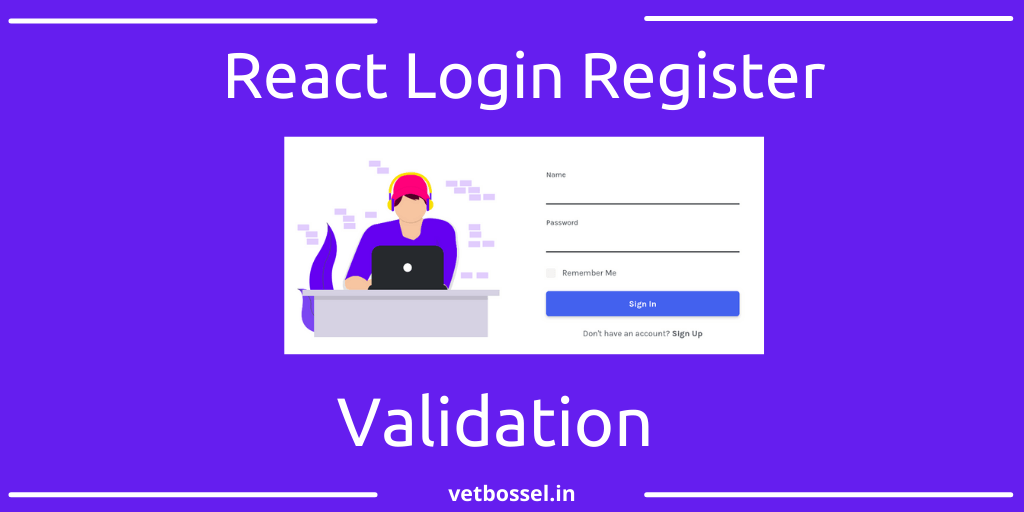 React Login Register
Name
Password
Remember Me
Sign In
Don't have an account? Sign Up
Validation
vetbossel.in